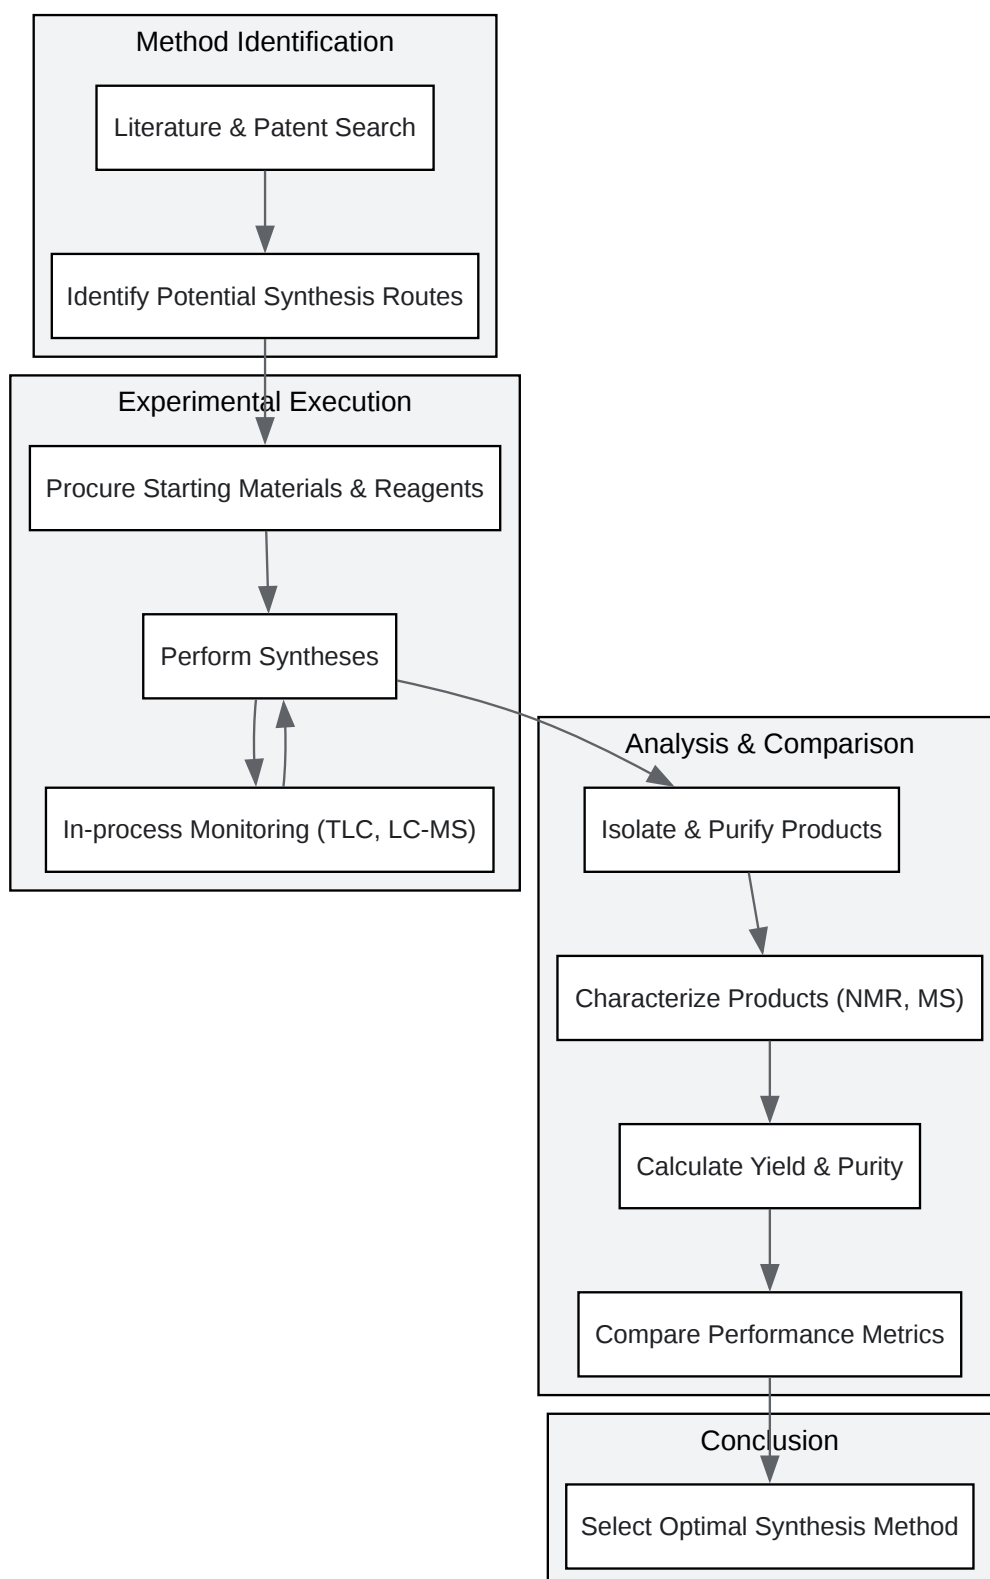 Method Identification
Literature & Patent Search
Identify Potential Synthesis Routes
Experimental Execution
Procure Starting Materials & Reagents
Perform Syntheses
In-process Monitoring (TLC, LC-MS)
Analysis & Comparison
Isolate & Purify Products
Characterize Products (NMR, MS)
Calculate Yield & Purity
Compare Performance Metrics
Conclusion
Select Optimal Synthesis Method